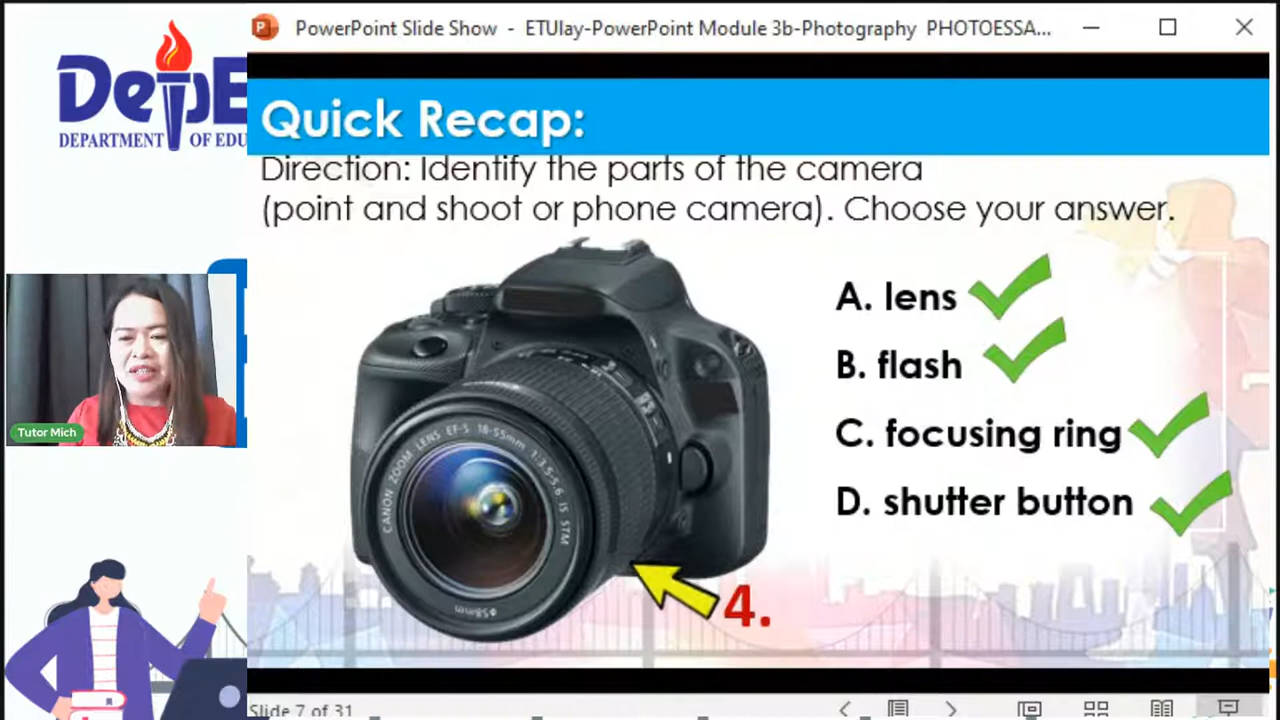 PowerPoint Slide Show - ETUlay-PowerPoint Module 3b-Photography PHOTOESSA...
DepE
DEPARTMENT OF EDU
Quick Recap:
Direction: Identify the parts of the camera
(point and shoot or phone camera). Choose your answer.
A. lens
B. flash
C. focusing ring
D. shutter button
CANON ZOOM LENS EF-S 18-55mm 1:3.5-5.6 IS STM
58mm
4.
Tutor Mich
Slide 7 of 31